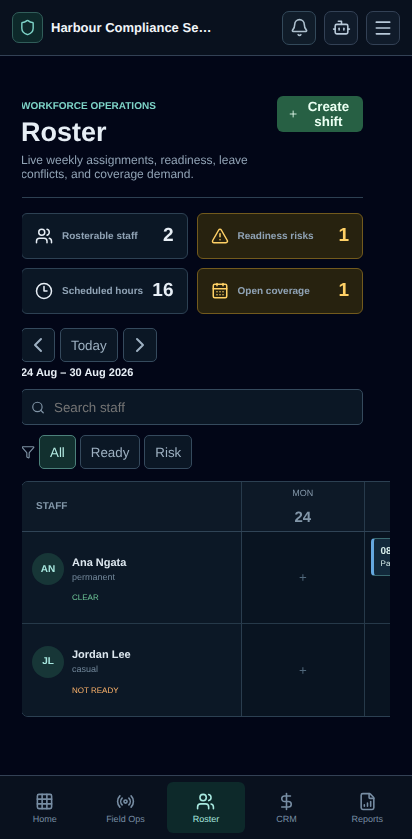 Harbour Compliance Se...
WORKFORCE OPERATIONS
Roster
+ Create shift
Live weekly assignments, readiness, leave
conflicts, and coverage demand.
Rosterable staff 2
Readiness risks 1
Scheduled hours 16
Open coverage 1
Today
24 Aug – 30 Aug 2026
Search staff
All Ready Risk
STAFF
MON
24
AN
Ana Ngata
permanent
CLEAR
+
08
Pa
JL
Jordan Lee
casual
NOT READY
+
Home Field Ops Roster CRM Reports